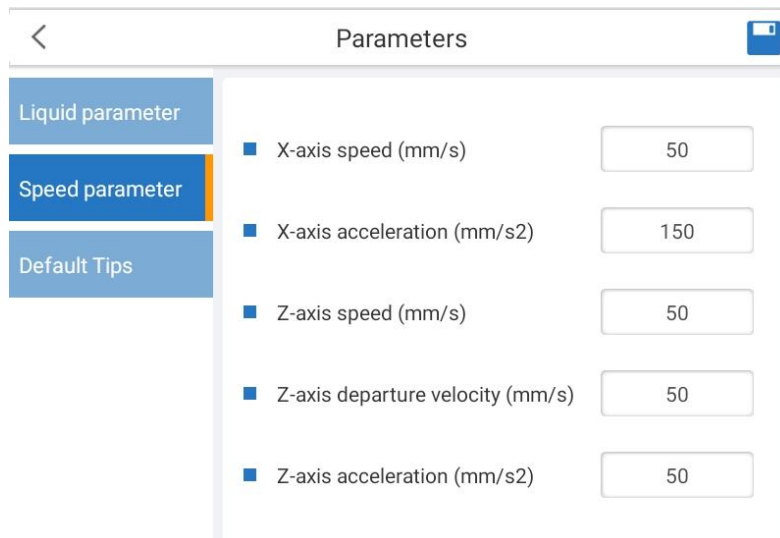 Parameters
Liquid parameter
Speed parameter
Default Tips
X-axis speed (mm/s)
50
X-axis acceleration (mm/s2)
150
Z-axis speed (mm/s)
50
Z-axis departure velocity (mm/s)
50
Z-axis acceleration (mm/s2)
50